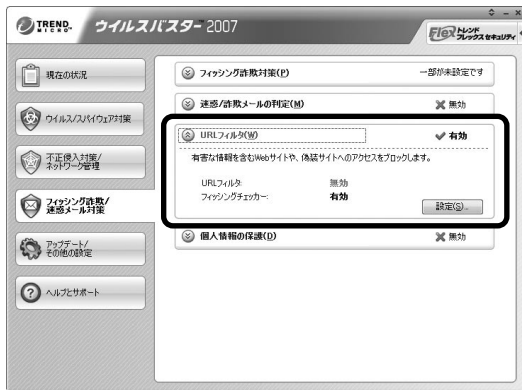 TREND MICRO ウイルスバスター 2007
Flex トレンド フレックス セキュリティ
現在の状況
ウイルス/スパイウェア対策
不正侵入対策/
ネットワーク管理
フィッシング詐欺/
迷惑メール対策
アップデート/
その他の設定
ヘルプとサポート
フィッシング詐欺対策(P) 一部が未設定です
迷惑/詐欺メールの判定(M) 無効
URLフィルタ(W) 有効
有害な情報を含むWebサイトや、偽装サイトへのアクセスをブロックします。
URLフィルタ: 無効
フィッシングチェッカー: 有効
設定(S)...
個人情報の保護(D) 無効